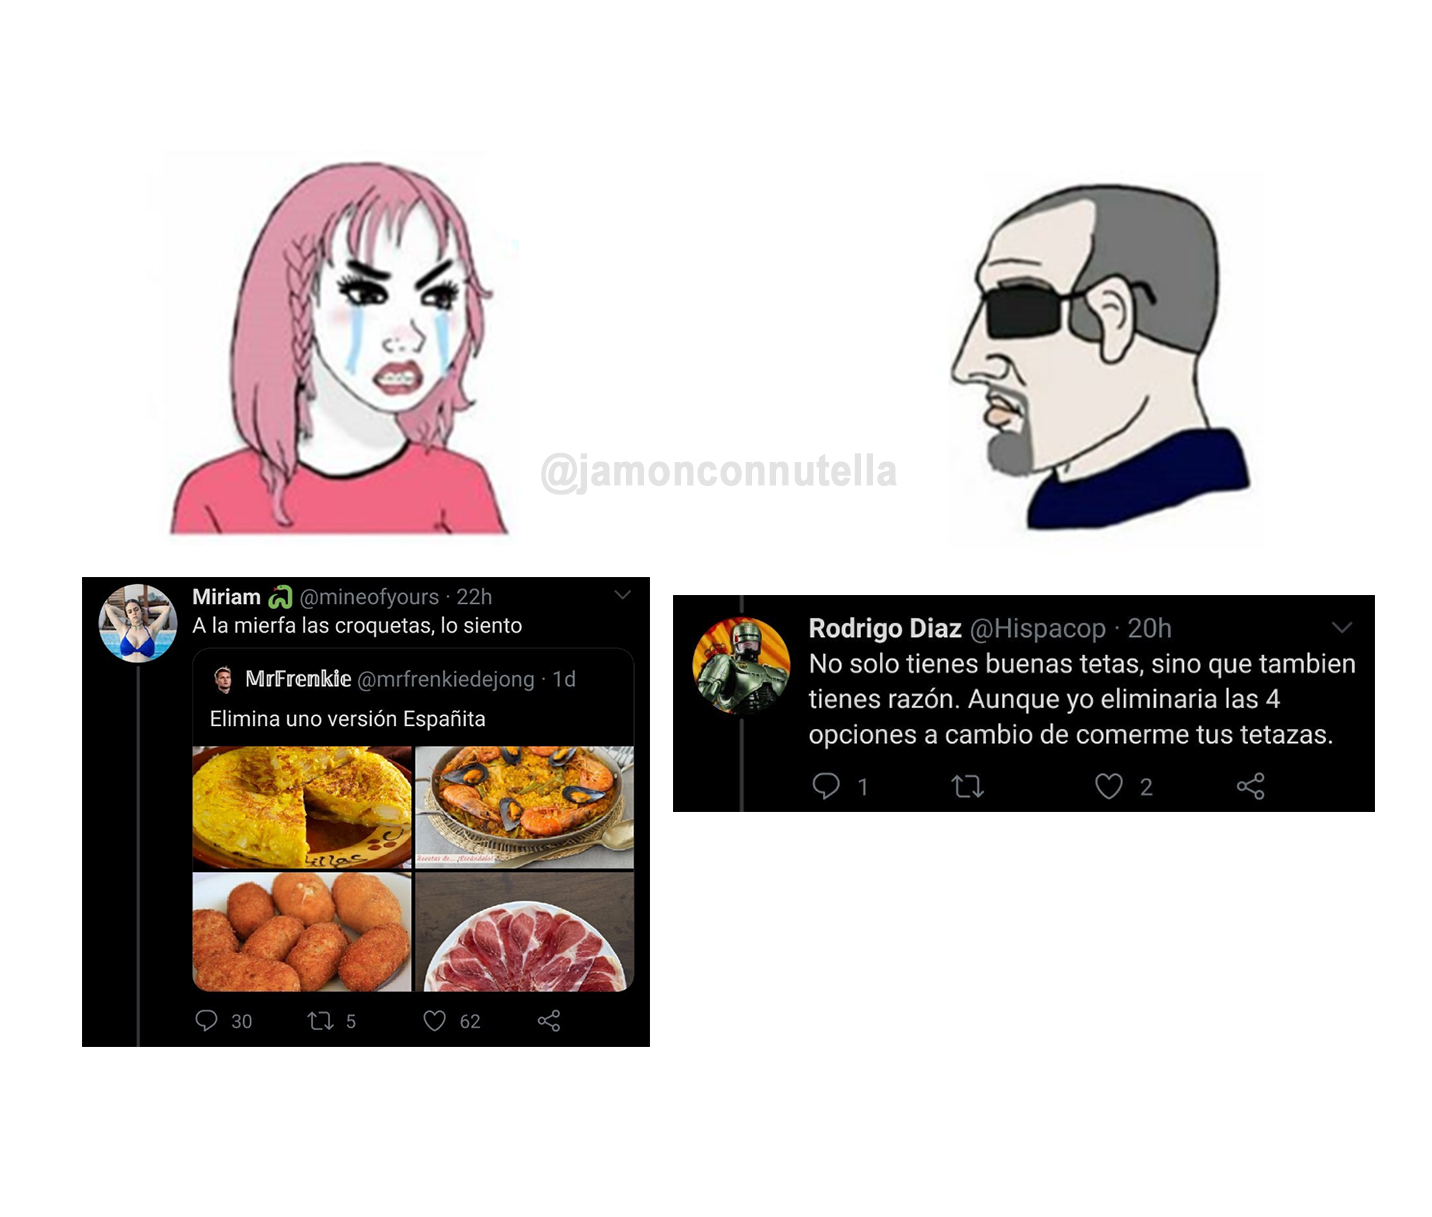 @jamonconnutella
Miriam @mineofyours · 22h
A la mierfa las croquetas, lo siento
MrFrenkie @mrfrenkiedejong · 1d
Elimina uno versión Españita
30 5 62
Rodrigo Diaz @Hispacop · 20h
No solo tienes buenas tetas, sino que tambien
tienes razón. Aunque yo eliminaria las 4
opciones a cambio de comerme tus tetazas.
1 2